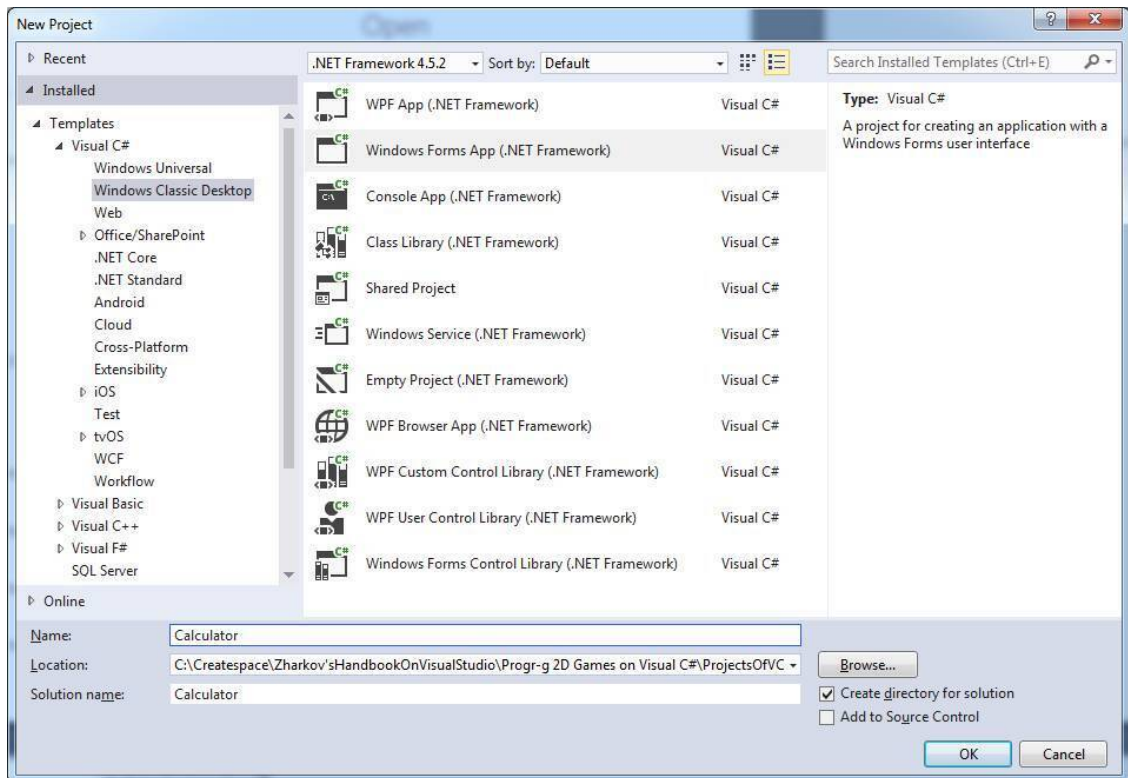 New Project
Open
Recent
.NET Framework 4.5.2 Sort by: Default
Search Installed Templates (Ctrl+E)
Installed
Templates
Visual C#
Windows Universal
Windows Classic Desktop
Web
Office/SharePoint
.NET Core
.NET Standard
Android
Cloud
Cross-Platform
Extensibility
iOS
Test
tvOS
WCF
Workflow
Visual Basic
Visual C++
Visual F#
SQL Server
Online
C# WPF App (.NET Framework) Visual C#
C# Windows Forms App (.NET Framework) Visual C#
C# Console App (.NET Framework) Visual C#
C# Class Library (.NET Framework) Visual C#
C# Shared Project Visual C#
C# Windows Service (.NET Framework) Visual C#
C# Empty Project (.NET Framework) Visual C#
C# WPF Browser App (.NET Framework) Visual C#
C# WPF Custom Control Library (.NET Framework) Visual C#
C# WPF User Control Library (.NET Framework) Visual C#
C# Windows Forms Control Library (.NET Framework) Visual C#
Type: Visual C#
A project for creating an application with a
Windows Forms user interface
Name: Calculator
Location: C:\Createspace\Zharkov'sHandbookOnVisualStudio\Progr-g 2D Games on Visual C#\ProjectsOfVC
Browse...
Solution name: Calculator
Create directory for solution
Add to Source Control
OK Cancel